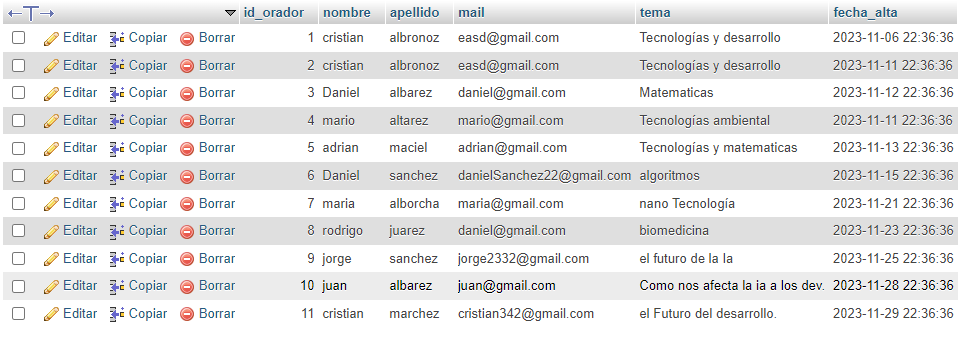 id_orador nombre apellido mail tema fecha_alta
Editar Copiar Borrar 1 cristian albronoz easd@gmail.com Tecnologías y desarrollo 2023-11-06 22:36:36
Editar Copiar Borrar 2 cristian albronoz easd@gmail.com Tecnologías y desarrollo 2023-11-11 22:36:36
Editar Copiar Borrar 3 Daniel albarez daniel@gmail.com Matematicas 2023-11-12 22:36:36
Editar Copiar Borrar 4 mario altarez mario@gmail.com Tecnologías ambiental 2023-11-11 22:36:36
Editar Copiar Borrar 5 adrian maciel adrian@gmail.com Tecnologías y matematicas 2023-11-13 22:36:36
Editar Copiar Borrar 6 Daniel sanchez danielSanchez22@gmail.com algoritmos 2023-11-15 22:36:36
Editar Copiar Borrar 7 maria alborcha maria@gmail.com nano Tecnología 2023-11-21 22:36:36
Editar Copiar Borrar 8 rodrigo juarez daniel@gmail.com biomedicina 2023-11-23 22:36:36
Editar Copiar Borrar 9 jorge sanchez jorge2332@gmail.com el futuro de la Ia 2023-11-25 22:36:36
Editar Copiar Borrar 10 juan albarez juan@gmail.com Como nos afecta la ia a los dev. 2023-11-28 22:36:36
Editar Copiar Borrar 11 cristian marchez cristian342@gmail.com el Futuro del desarrollo. 2023-11-29 22:36:36